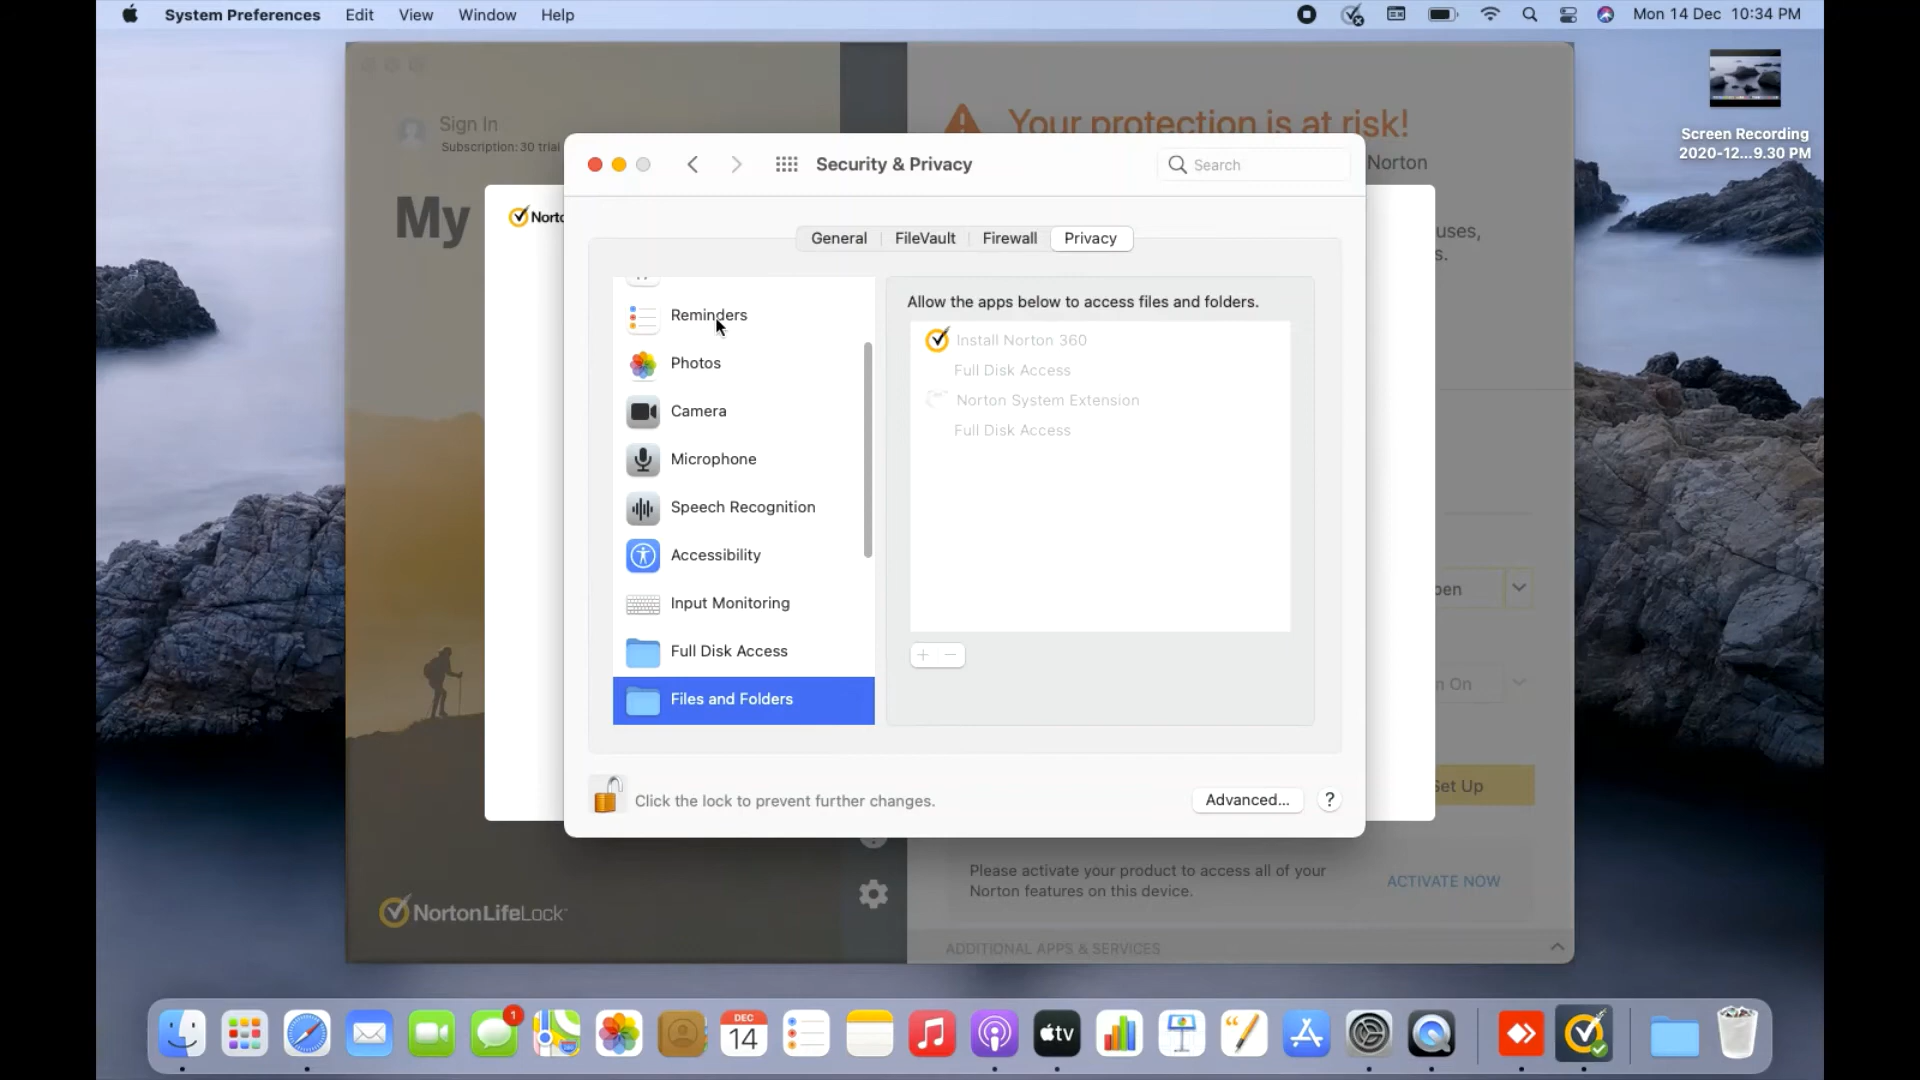 System Preferences Edit View Window Help
Mon 14 Dec 10:34 PM
Screen Recording
2020-12...9.30 PM
Sign In
Subscription: 30 trial
My
Norto
Your protection is at risk!
Norton
uses,
s.
Security & Privacy
Search
General
FileVault
Firewall
Privacy
Reminders
Photos
Camera
Microphone
Speech Recognition
Accessibility
Input Monitoring
Full Disk Access
Files and Folders
Allow the apps below to access files and folders.
Install Norton 360
Full Disk Access
Norton System Extension
Full Disk Access
+ −
Click the lock to prevent further changes.
Advanced...
?
pen
n On
Set Up
Please activate your product to access all of your
Norton features on this device.
ACTIVATE NOW
NortonLifeLock
ADDITIONAL APPS & SERVICES
1
DEC
14
tv